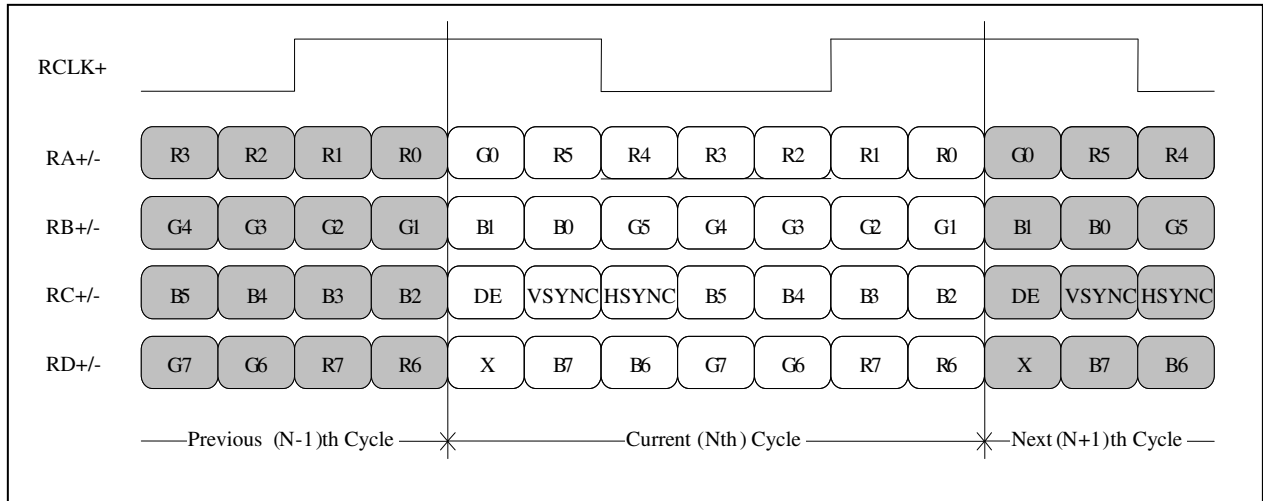 RCLK+
RA+/- R3 R2 R1 R0 G0 R5 R4 R3 R2 R1 R0 G0 R5 R4
RB+/- G4 G3 G2 G1 B1 B0 G5 G4 G3 G2 G1 B1 B0 G5
RC+/- B5 B4 B3 B2 DE VSYNC HSYNC B5 B4 B3 B2 DE VSYNC HSYNC
RD+/- G7 G6 R7 R6 X B7 B6 G7 G6 R7 R6 X B7 B6
Previous (N-1)th Cycle Current (Nth) Cycle Next (N+1)th Cycle